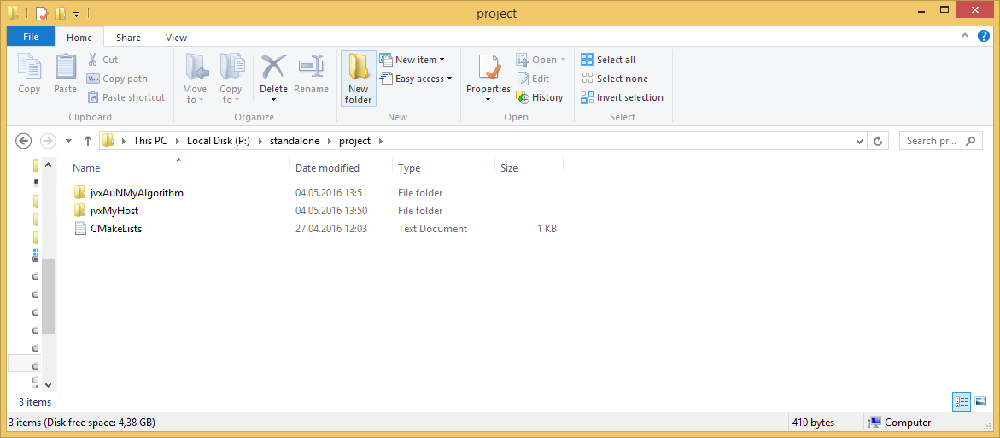 project
File Home Share View
Copy Paste Cut Copy path Paste shortcut Move to Copy to Delete Rename New folder New item Easy access Properties Open Edit History Select all Select none Invert selection
Clipboard Organize New Open Select
This PC Local Disk (P:) standalone project Search pr...
Name Date modified Type Size
jvxAuNMyAlgorithm 04.05.2016 13:51 File folder
jvxMyHost 04.05.2016 13:50 File folder
CMakeLists 27.04.2016 12:03 Text Document 1 KB
3 items
3 items (Disk free space: 4,38 GB) 410 bytes Computer